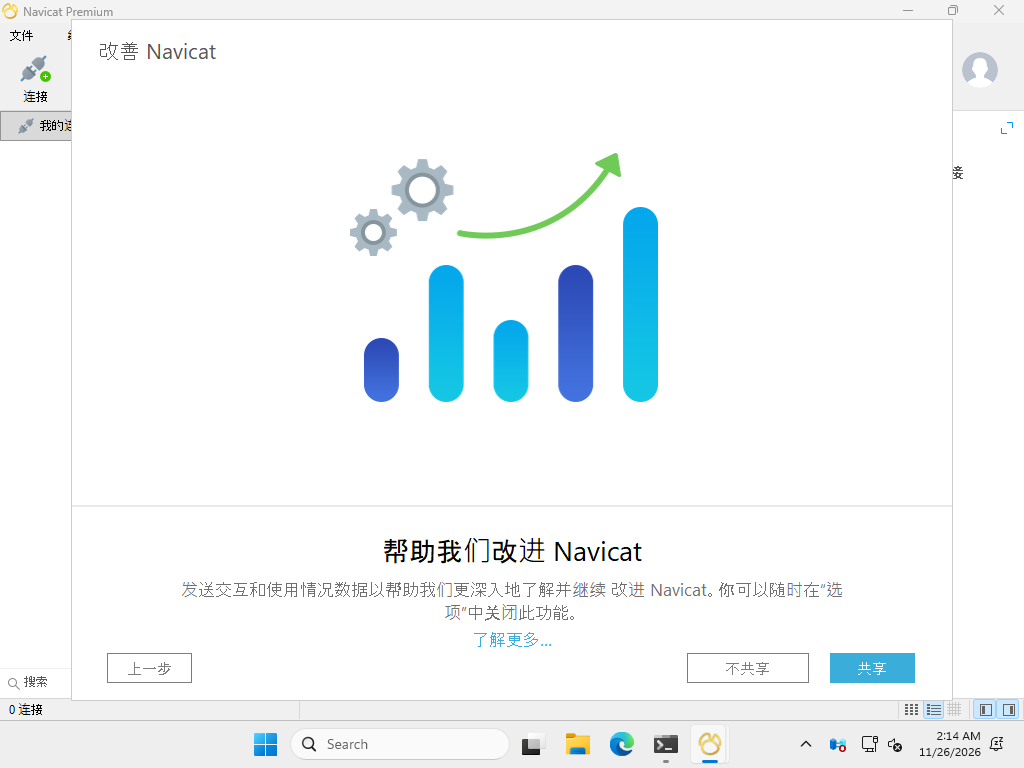 Navicat Premium
文件
改善 Navicat
连接
我的
接
帮助我们改进 Navicat
发送交互和使用情况数据以帮助我们更深入地了解并继续 改进 Navicat。你可以随时在“选
项”中关闭此功能。
了解更多...
上一步
不共享
共享
搜索
0 连接
Search
2:14 AM
11/26/2026